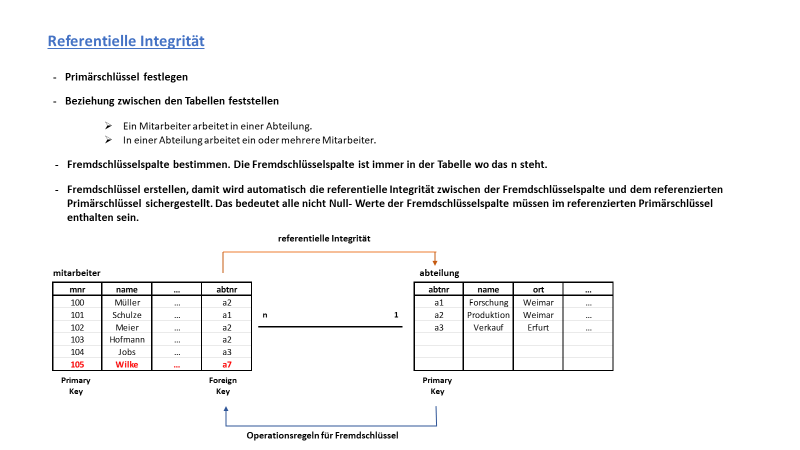 Referentielle Integrität
- Primärschlüssel festlegen
- Beziehung zwischen den Tabellen feststellen
➢ Ein Mitarbeiter arbeitet in einer Abteilung.
➢ In einer Abteilung arbeitet ein oder mehrere Mitarbeiter.
- Fremdschlüsselspalte bestimmen. Die Fremdschlüsselspalte ist immer in der Tabelle wo das n steht.
- Fremdschlüssel erstellen, damit wird automatisch die referentielle Integrität zwischen der Fremdschlüsselspalte und dem referenzierten
Primärschlüssel sichergestellt. Das bedeutet alle nicht Null- Werte der Fremdschlüsselspalte müssen im referenzierten Primärschlüssel
enthalten sein.
referentielle Integrität
mitarbeiter
mnr name ... abtnr
100 Müller ... a2
101 Schulze ... a1
102 Meier ... a2
103 Hofmann ... a2
104 Jobs ... a3
105 Wilke ... a7
Primary
Key
Foreign
Key
n 1
abteilung
abtnr name ort ...
a1 Forschung Weimar ...
a2 Produktion Weimar ...
a3 Verkauf Erfurt ...
Primary
Key
Operationsregeln für Fremdschlüssel